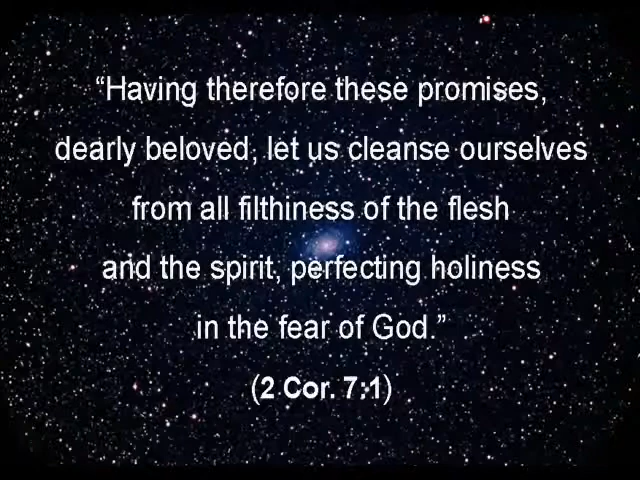 “Having therefore these promises,
dearly beloved, let us cleanse ourselves
from all filthiness of the flesh
and the spirit, perfecting holiness
in the fear of God.”
(2 Cor. 7:1)